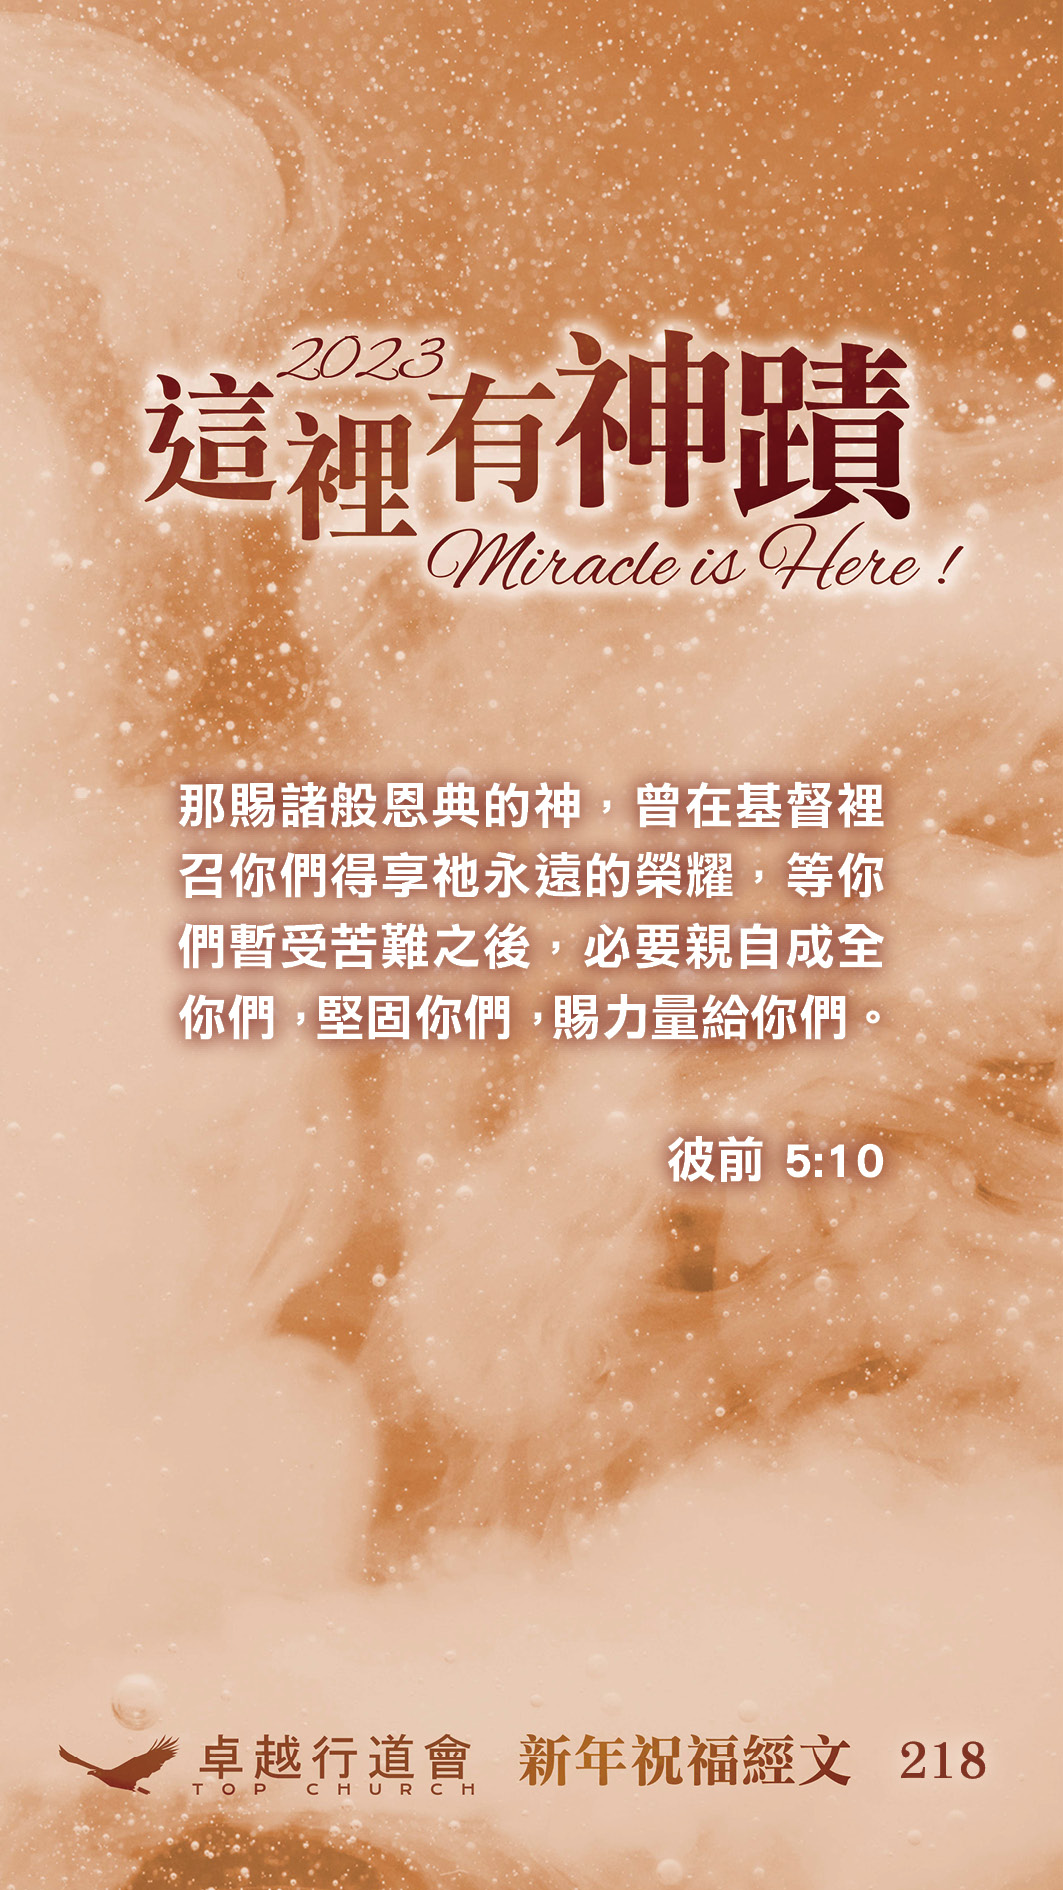 2023
這裡有神蹟
Miracle is Here !
那賜諸般恩典的神，曾在基督裡
召你們得享祂永遠的榮耀，等你
們暫受苦難之後，必要親自成全
你們，堅固你們，賜力量給你們。
彼前 5:10
卓越行道會 新年祝福經文 218
TOP CHURCH